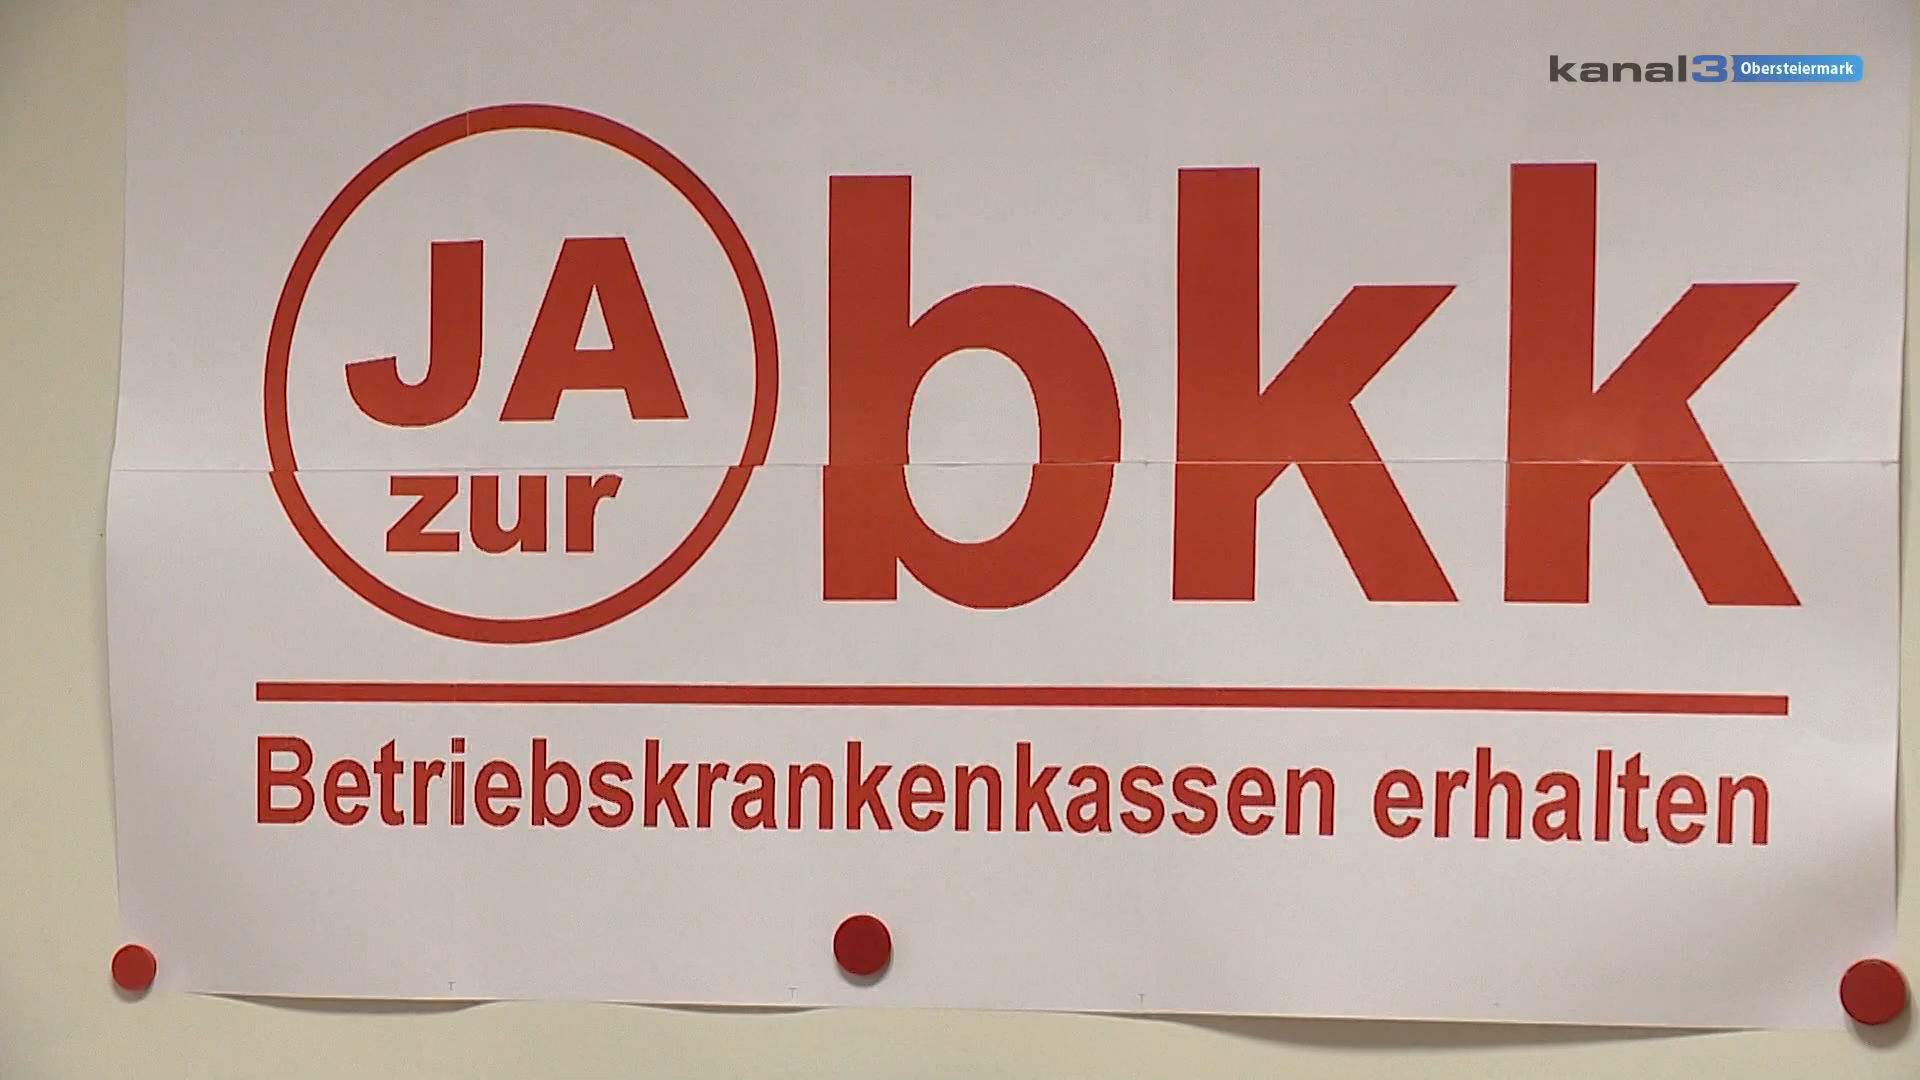 kanal3 Obersteiermark
JA
zur
bkk
Betriebskrankenkassen erhalten